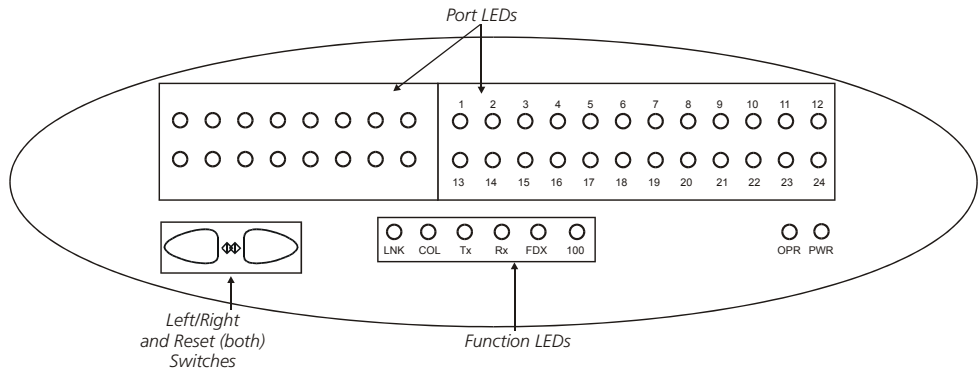 Port LEDs
1 2 3 4 5 6 7 8 9 10 11 12
13 14 15 16 17 18 19 20 21 22 23 24
LNK COL Tx Rx FDX 100
OPR PWR
Left/Right
and Reset (both)
Switches
Function LEDs